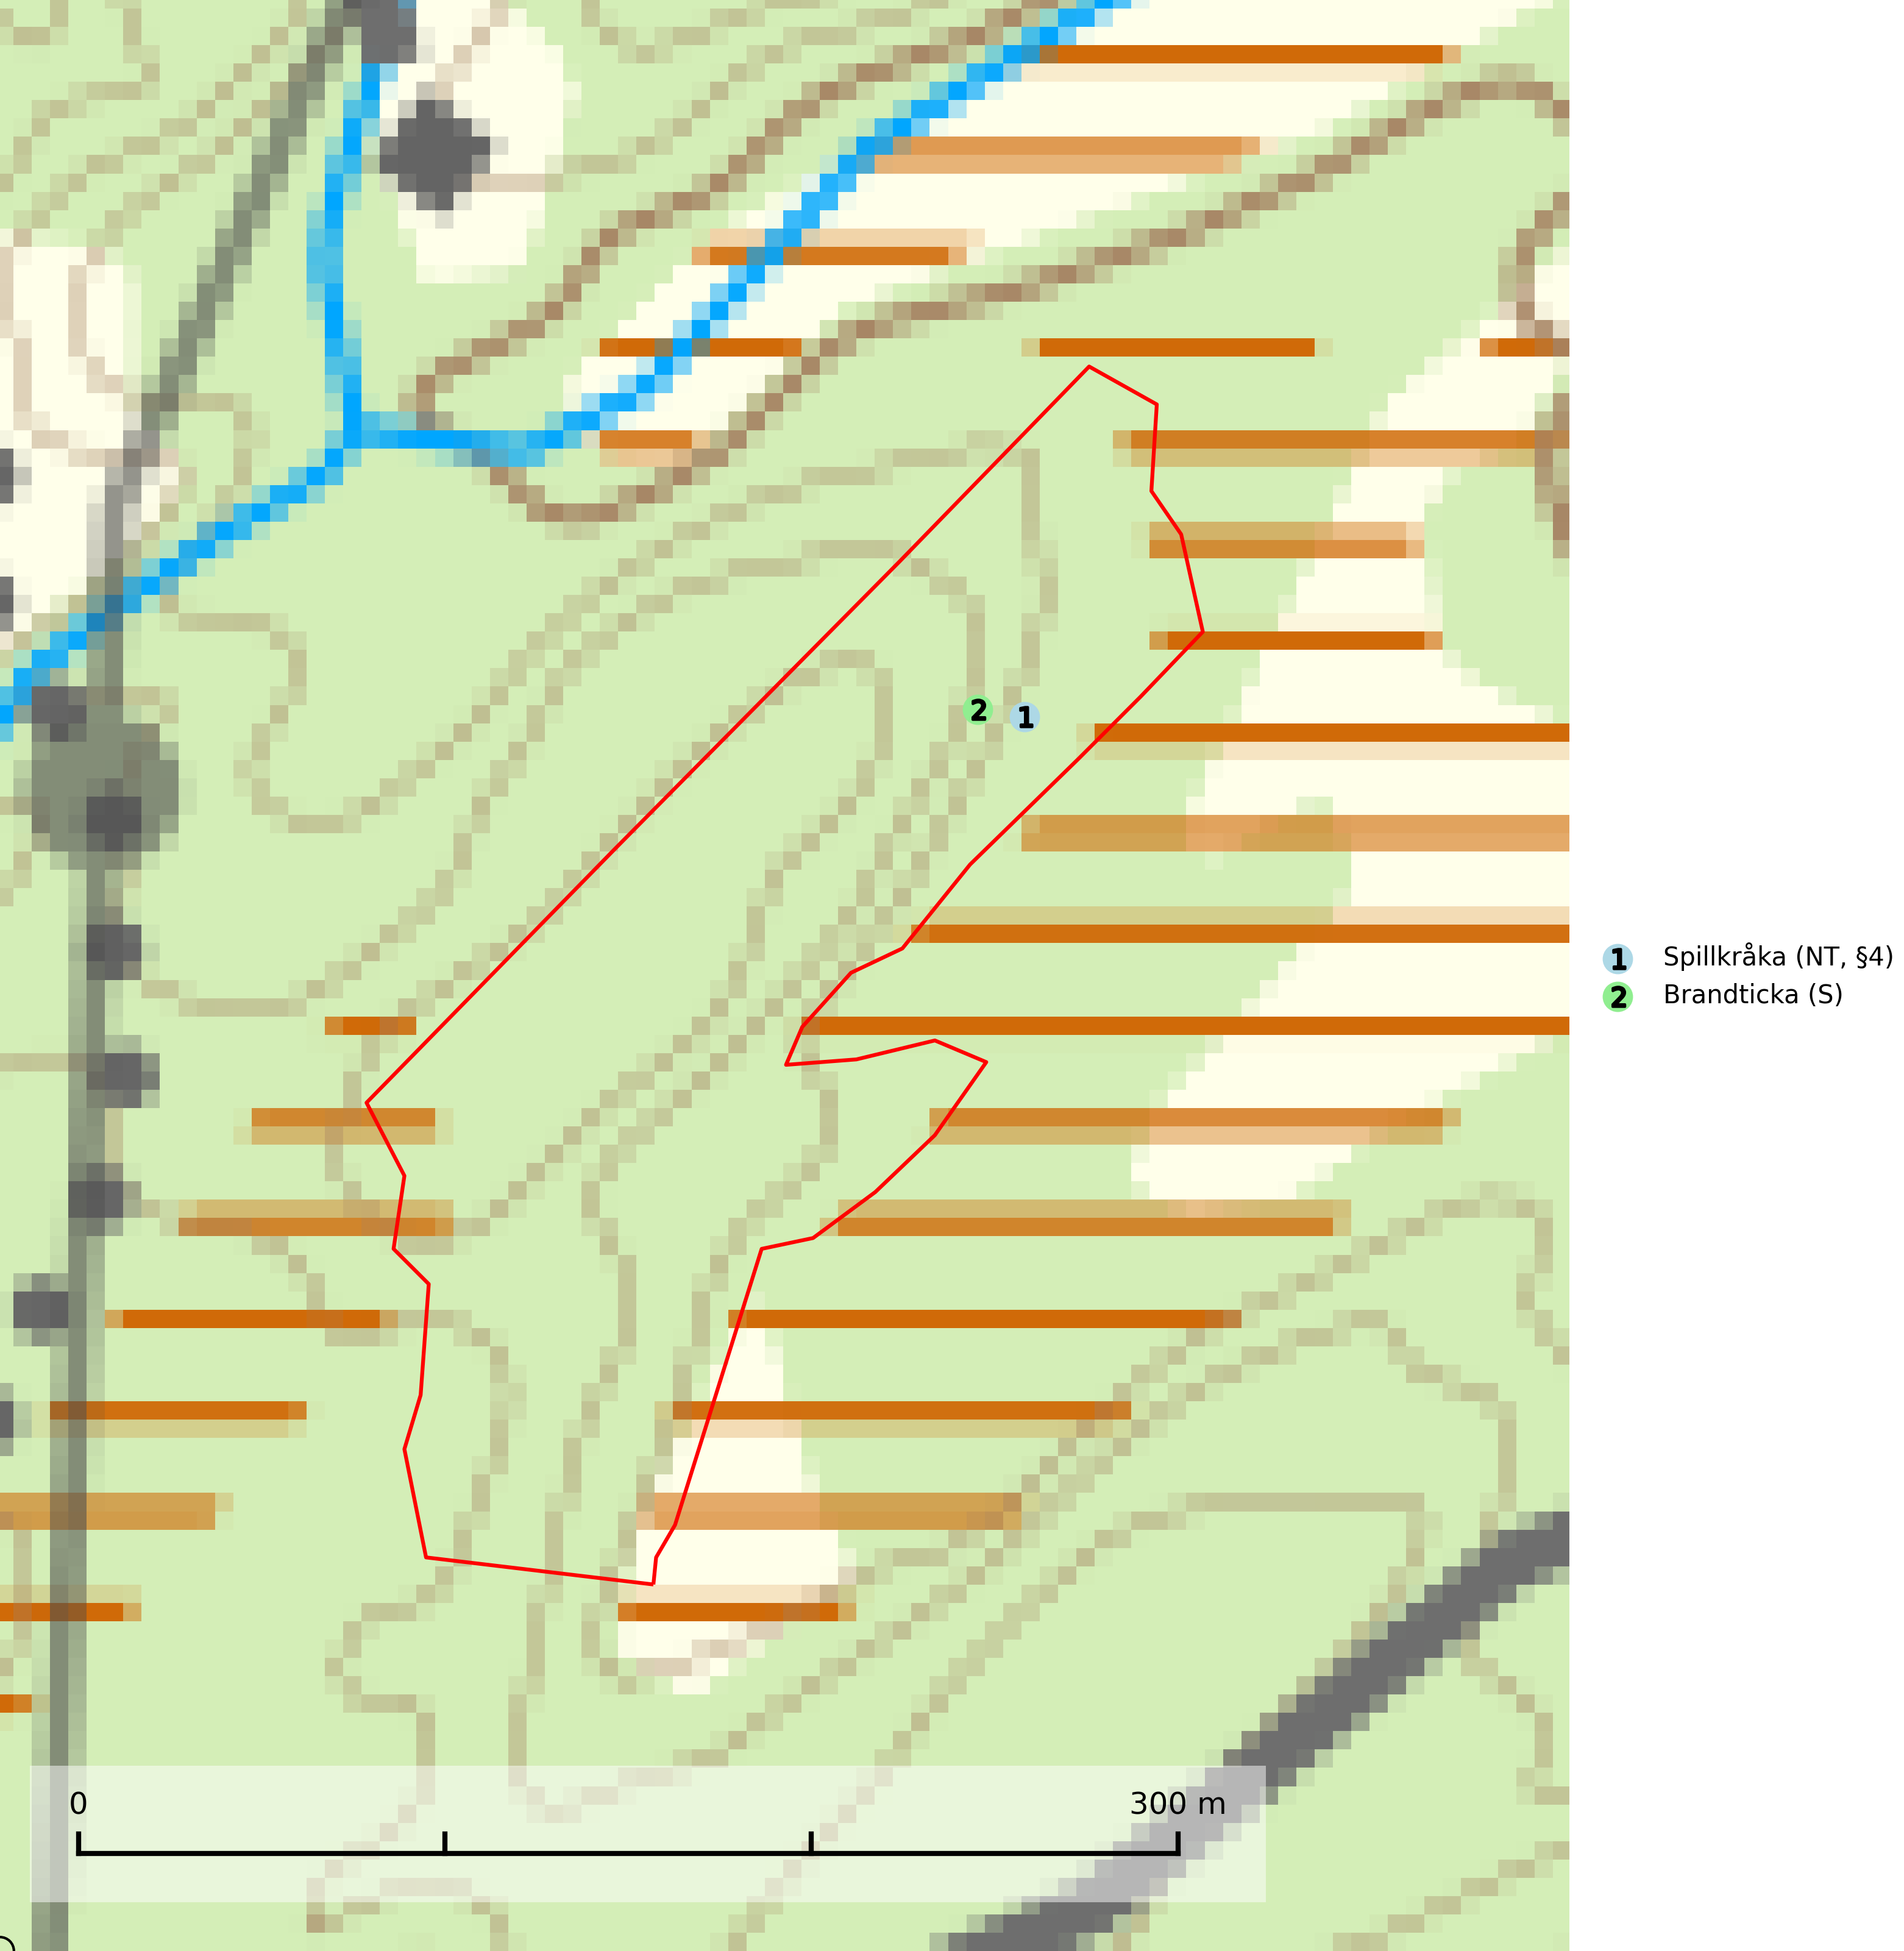 2 1
1 Spillkråka (NT, §4)
2 Brandticka (S)
0 300 m